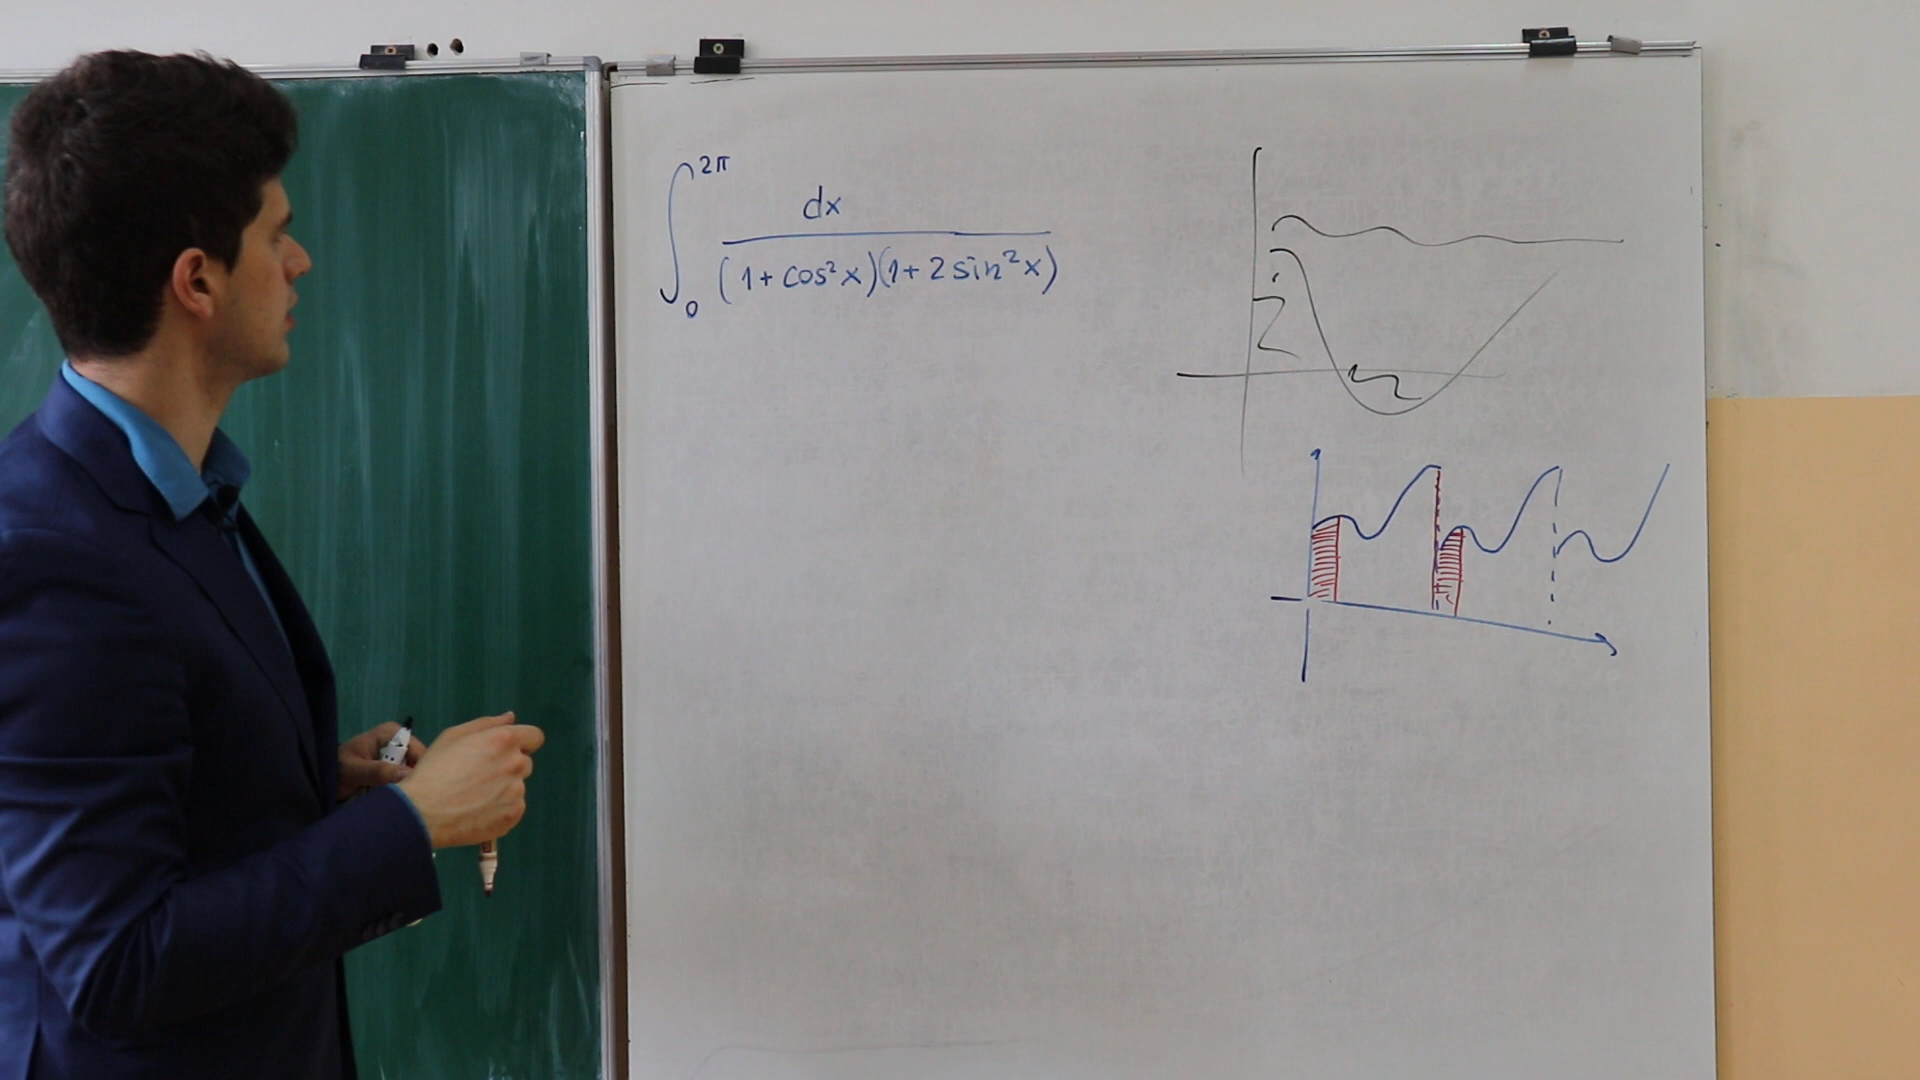 ∫₀^2π dx / (1+cos²x)(1+2sin²x)